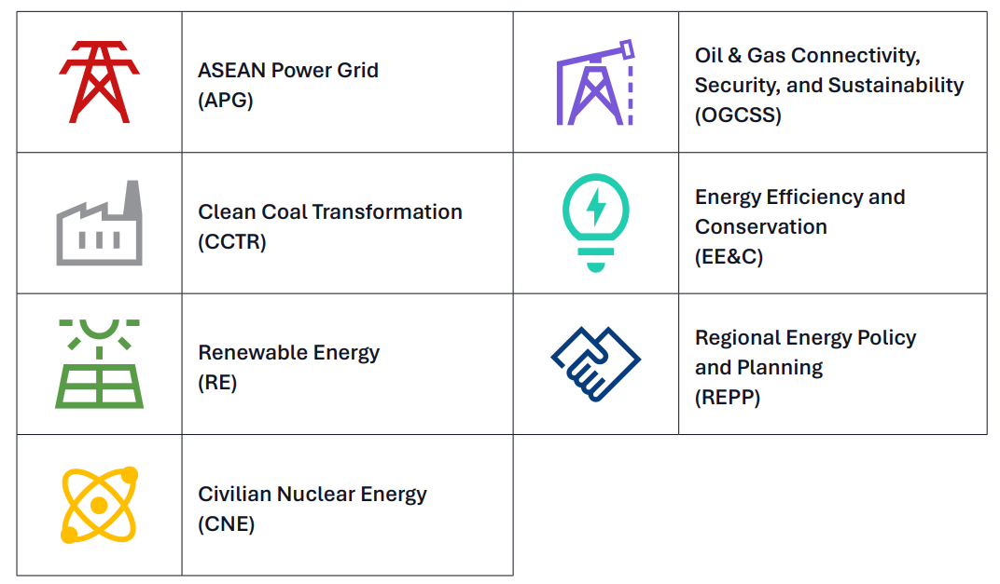 ASEAN Power Grid
(APG)
Oil & Gas Connectivity,
Security, and Sustainability
(OGCSS)
Clean Coal Transformation
(CCTR)
Energy Efficiency and
Conservation
(EE&C)
Renewable Energy
(RE)
Regional Energy Policy
and Planning
(REPP)
Civilian Nuclear Energy
(CNE)